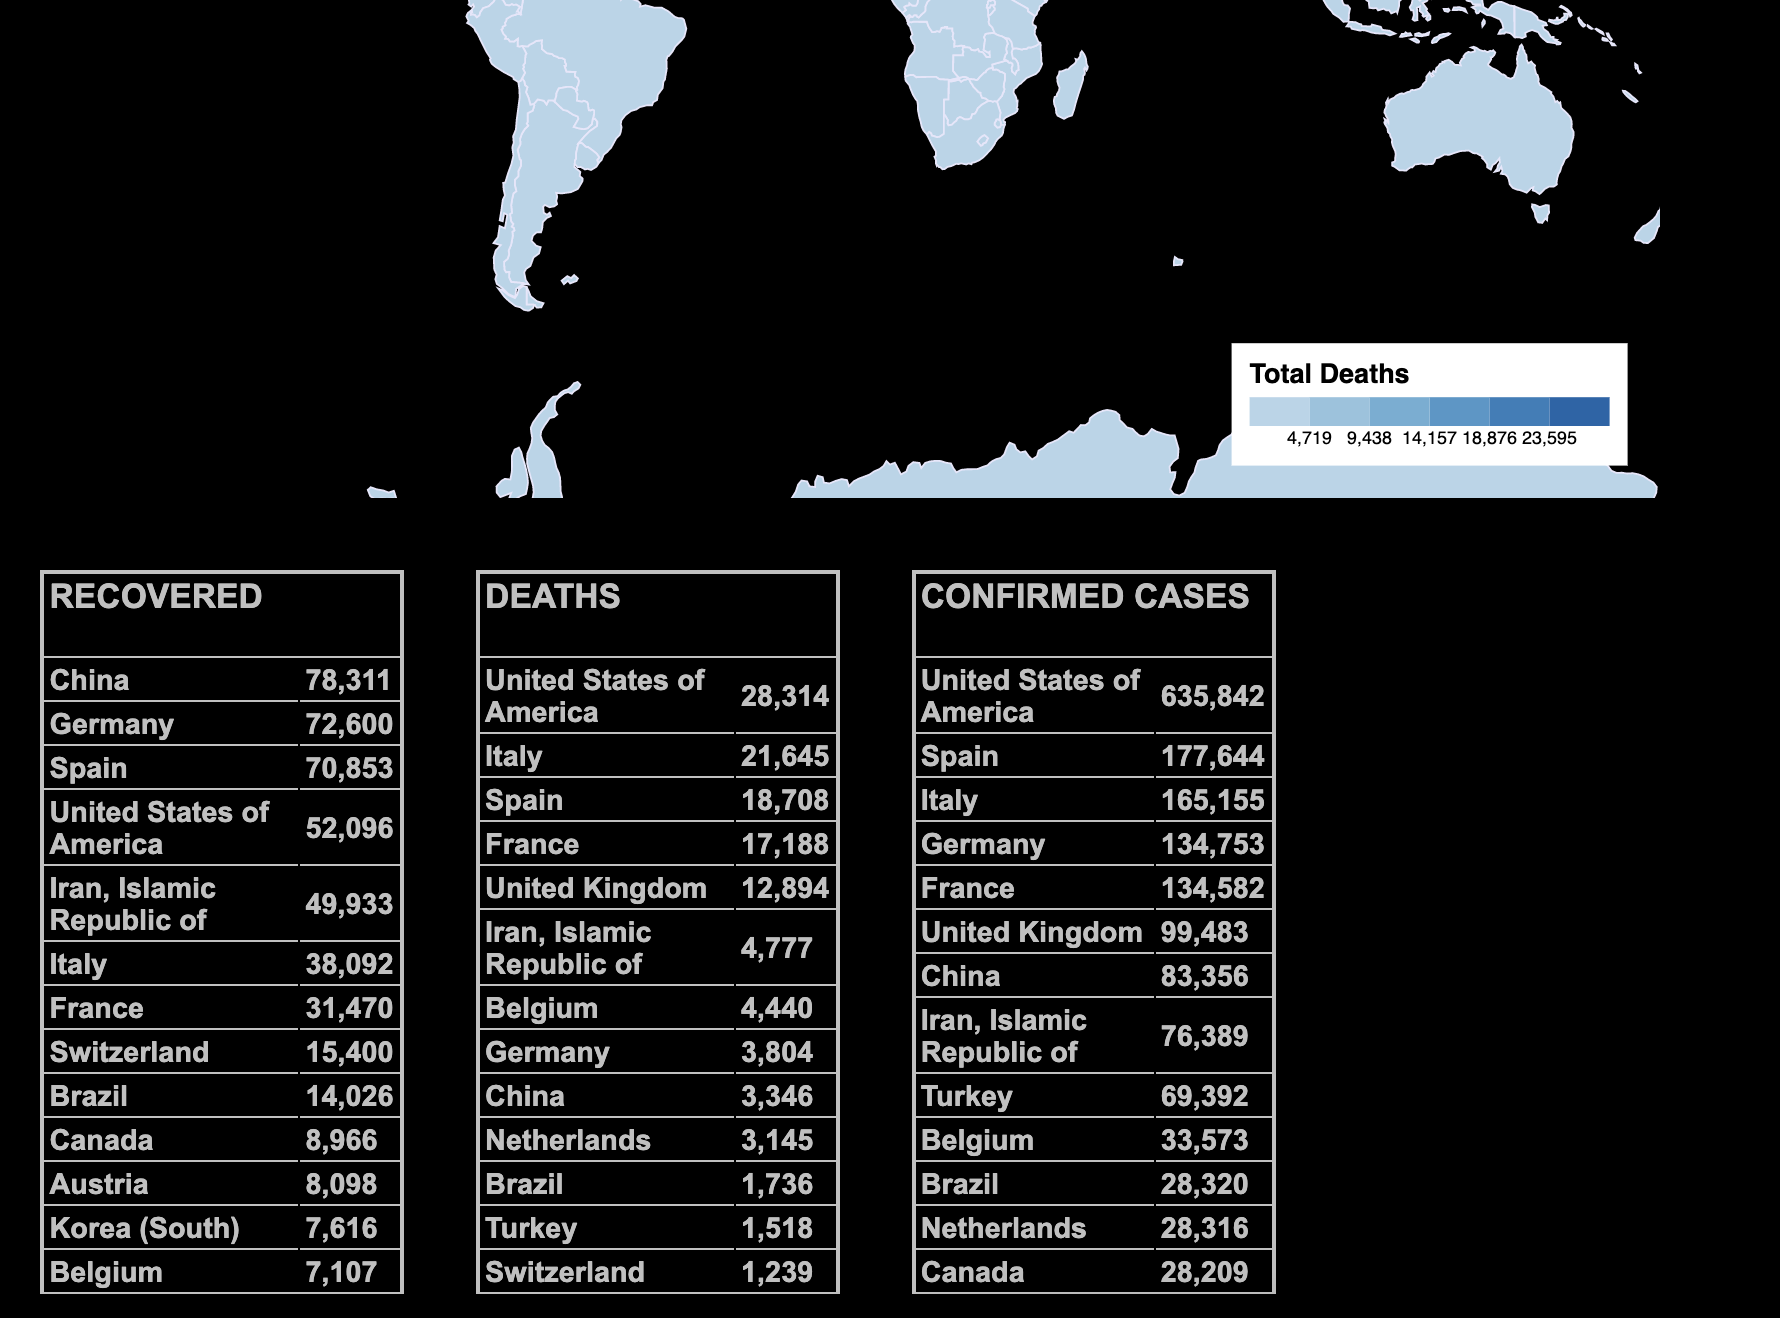 Total Deaths
4,719 9,438 14,157 18,876 23,595
RECOVERED
China 78,311
Germany 72,600
Spain 70,853
United States of
America 52,096
Iran, Islamic
Republic of 49,933
Italy 38,092
France 31,470
Switzerland 15,400
Brazil 14,026
Canada 8,966
Austria 8,098
Korea (South) 7,616
Belgium 7,107
DEATHS
United States of
America 28,314
Italy 21,645
Spain 18,708
France 17,188
United Kingdom 12,894
Iran, Islamic
Republic of 4,777
Belgium 4,440
Germany 3,804
China 3,346
Netherlands 3,145
Brazil 1,736
Turkey 1,518
Switzerland 1,239
CONFIRMED CASES
United States of
America 635,842
Spain 177,644
Italy 165,155
Germany 134,753
France 134,582
United Kingdom 99,483
China 83,356
Iran, Islamic
Republic of 76,389
Turkey 69,392
Belgium 33,573
Brazil 28,320
Netherlands 28,316
Canada 28,209